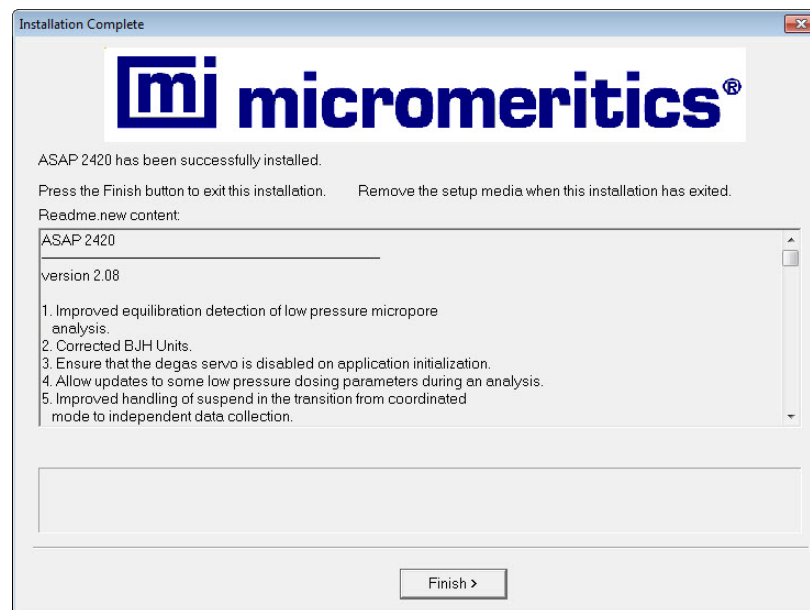 Installation Complete
mi micromeritics®
ASAP 2420 has been successfully installed.
Press the Finish button to exit this installation. Remove the setup media when this installation has exited.
Readme.new content:
ASAP 2420
version 2.08
1. Improved equilibration detection of low pressure micropore
analysis.
2. Corrected BJH Units.
3. Ensure that the degas servo is disabled on application initialization.
4. Allow updates to some low pressure dosing parameters during an analysis.
5. Improved handling of suspend in the transition from coordinated
mode to independent data collection.
Finish >